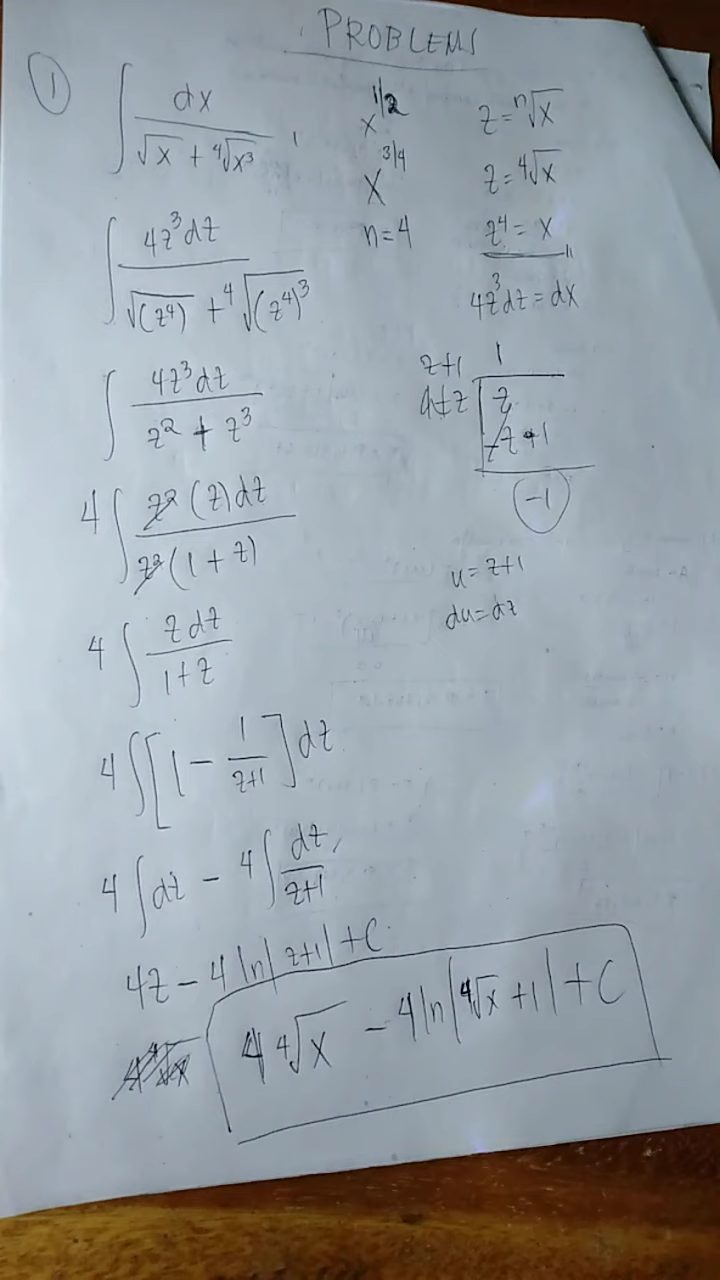 PROBLEMS
① ∫ dx / (√x + ⁴√x³) ,
∫ 4z³dz / (√(z⁴) + ⁴√(z⁴)³)
∫ 4z³dz / (z² + z³)
4 ∫ z² (z)dz / z² (1 + z)
4 ∫ z dz / (1+z)
4 ∫ [1 - 1/(z+1)] dz
4 ∫ dz - 4 ∫ dz/(z+1)
4z - 4 ln|z+1| + C
4 ⁴√x - 4 ln|⁴√x + 1| + C
x^1/2
x^3/4
n=4
z = ⁿ√x
z = ⁴√x
z⁴ = x
4z³dz = dx
1
z+1
z
z+1
-1
u = z+1
du = dz